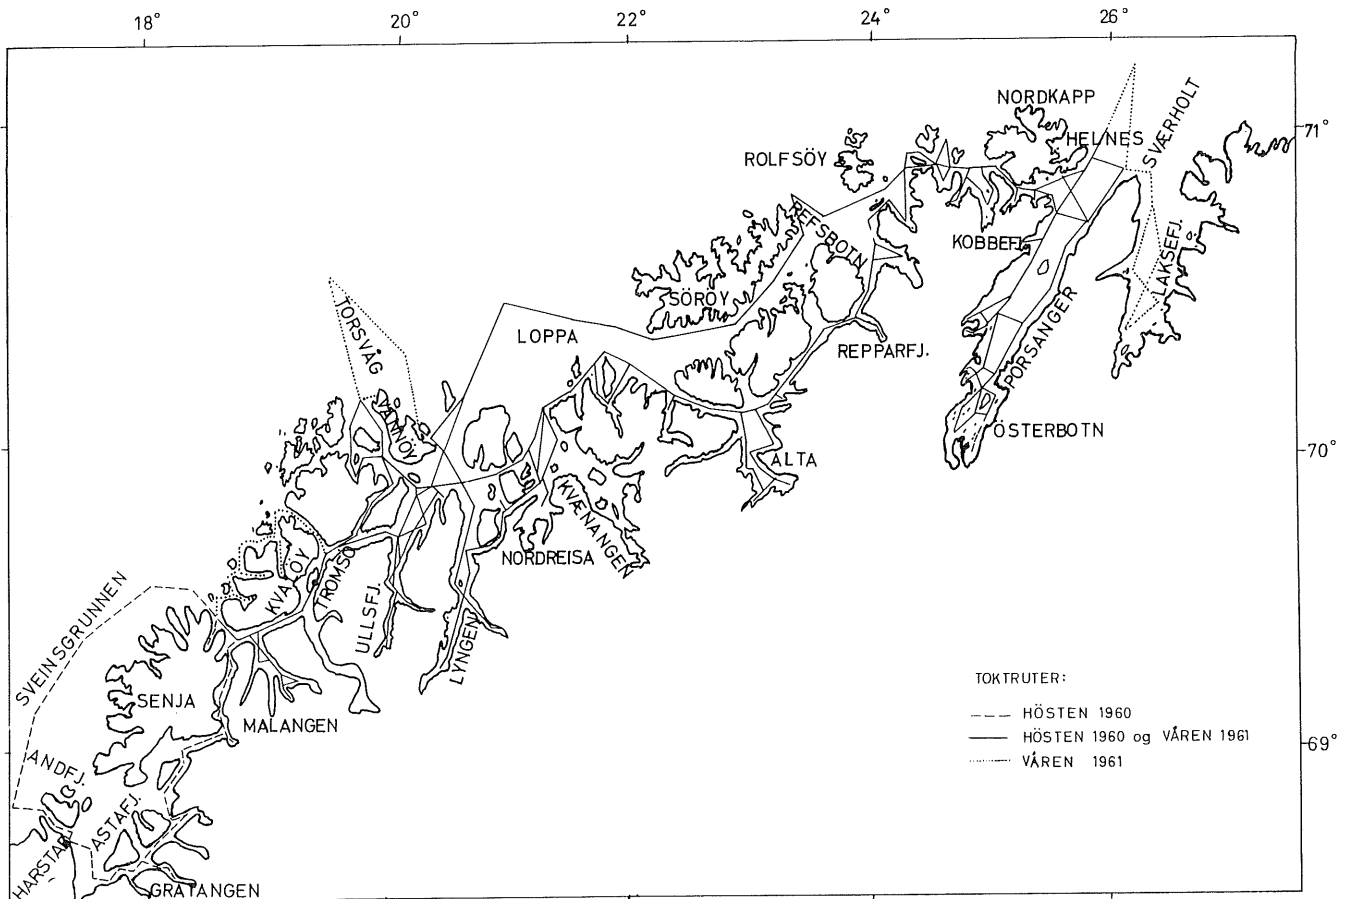 18° 20° 22° 24° 26°
NORDKAPP
SVÆRHOLT
71°
HELNES
ROLFSÖY
REFSBOTN
KOBBEFJ.
LAKSEFJ.
SÖRÖY
TORSVÅG
LOPPA
PORSANGER
REPPARFJ.
VANNÖY
ÖSTERBOTN
70°
ALTA
KVÆNANGEN
NORDREISA
KVALÖY
TROMSÖ
ULLSFJ.
LYNGEN
SVEINSGRUNNEN
SENJA
MALANGEN
TOKTRUTER:
HÖSTEN 1960
HÖSTEN 1960 og VÅREN 1961
VÅREN 1961
69°
ANDFJ.
ASTAFJ.
HARSTAD
GRATANGEN